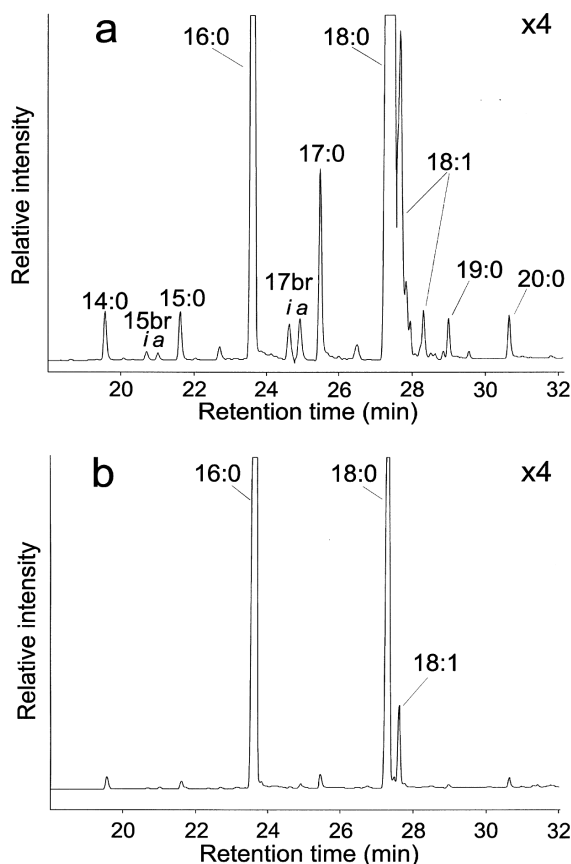 a
x4
16:0
18:0
17:0
18:1
14:0
15br
i a
15:0
17br
i a
19:0
20:0
Relative intensity
20 22 24 26 28 30 32
Retention time (min)
b
x4
16:0
18:0
18:1
Relative intensity
20 22 24 26 28 30 32
Retention time (min)